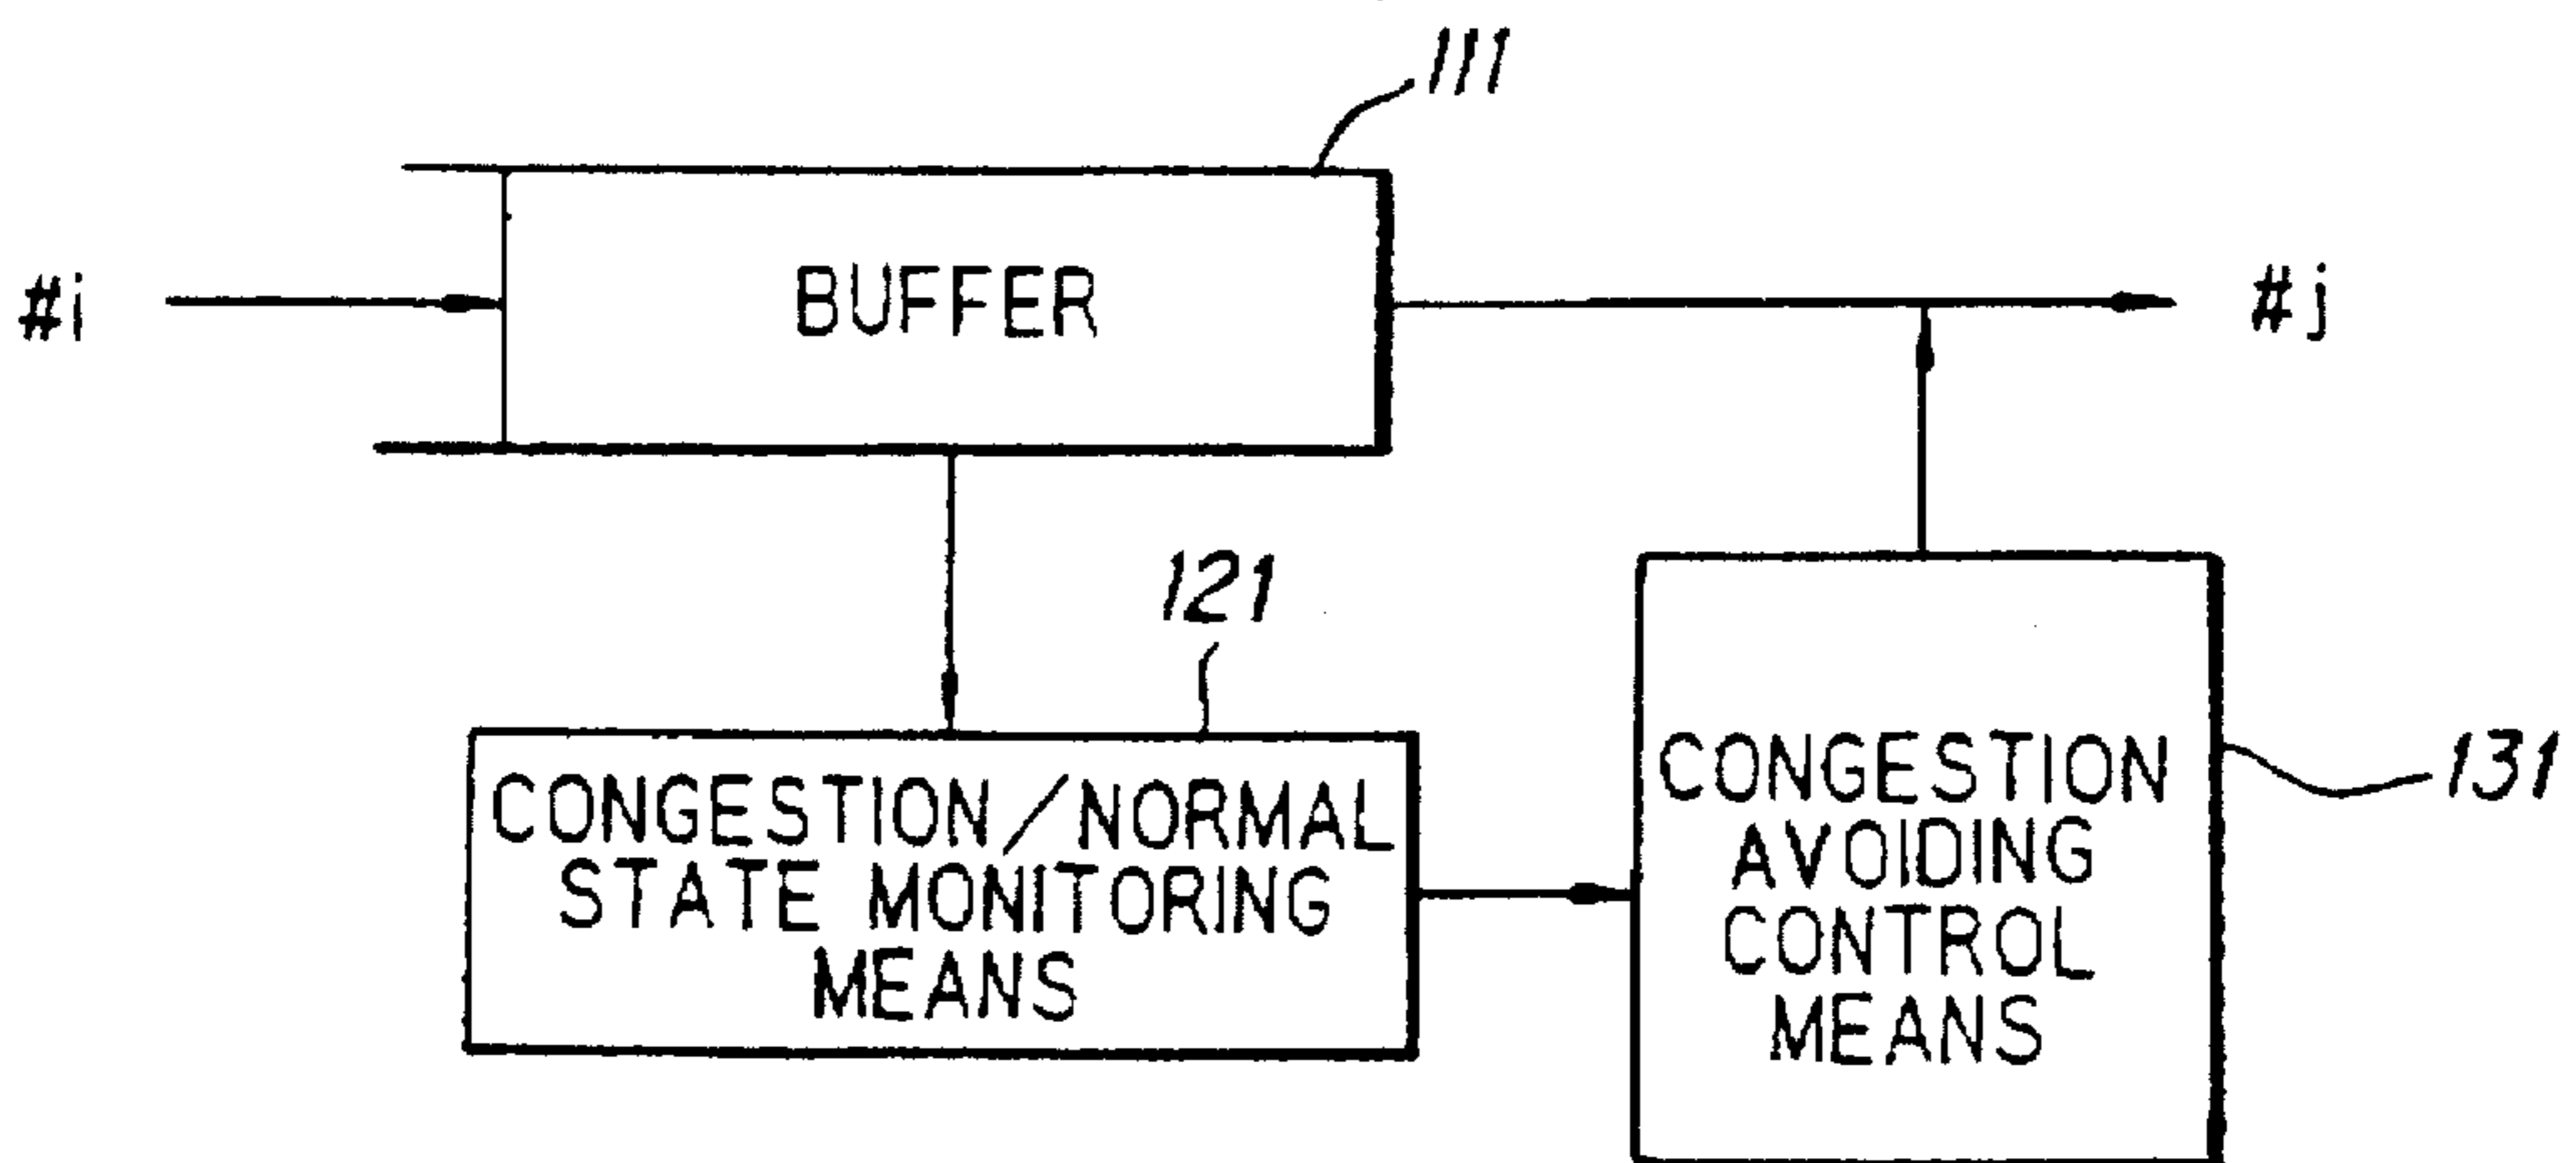 111
#i
BUFFER
#j
121
CONGESTION/NORMAL
STATE MONITORING
MEANS
CONGESTION
AVOIDING
CONTROL
MEANS
131